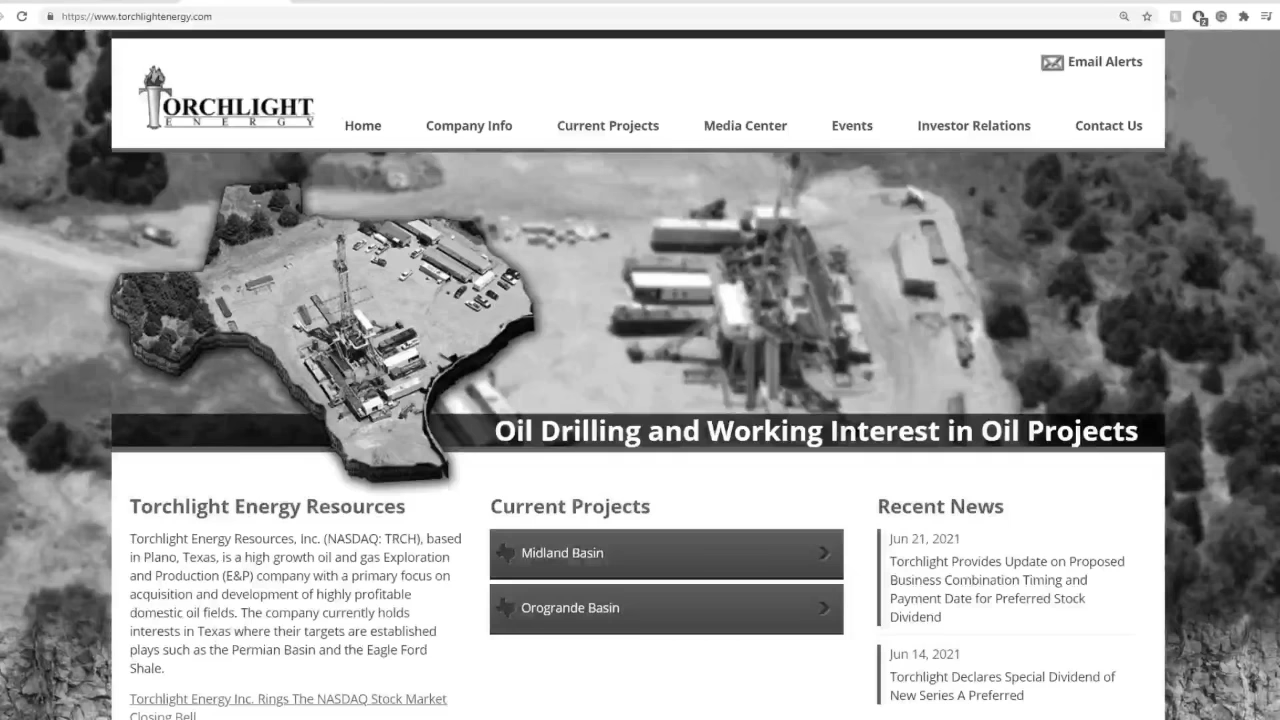 https://www.torchlightenergy.com
Email Alerts
TORCHLIGHT
ENERGY
Home Company Info Current Projects Media Center Events Investor Relations Contact Us
Oil Drilling and Working Interest in Oil Projects
Torchlight Energy Resources
Torchlight Energy Resources, Inc. (NASDAQ: TRCH), based
in Plano, Texas, is a high growth oil and gas Exploration
and Production (E&P) company with a primary focus on
acquisition and development of highly profitable
domestic oil fields. The company currently holds
interests in Texas where their targets are established
plays such as the Permian Basin and the Eagle Ford
Shale.
Torchlight Energy Inc. Rings The NASDAQ Stock Market
Closing Bell
Current Projects
Midland Basin
Orogrande Basin
Recent News
Jun 21, 2021
Torchlight Provides Update on Proposed
Business Combination Timing and
Payment Date for Preferred Stock
Dividend
Jun 14, 2021
Torchlight Declares Special Dividend of
New Series A Preferred